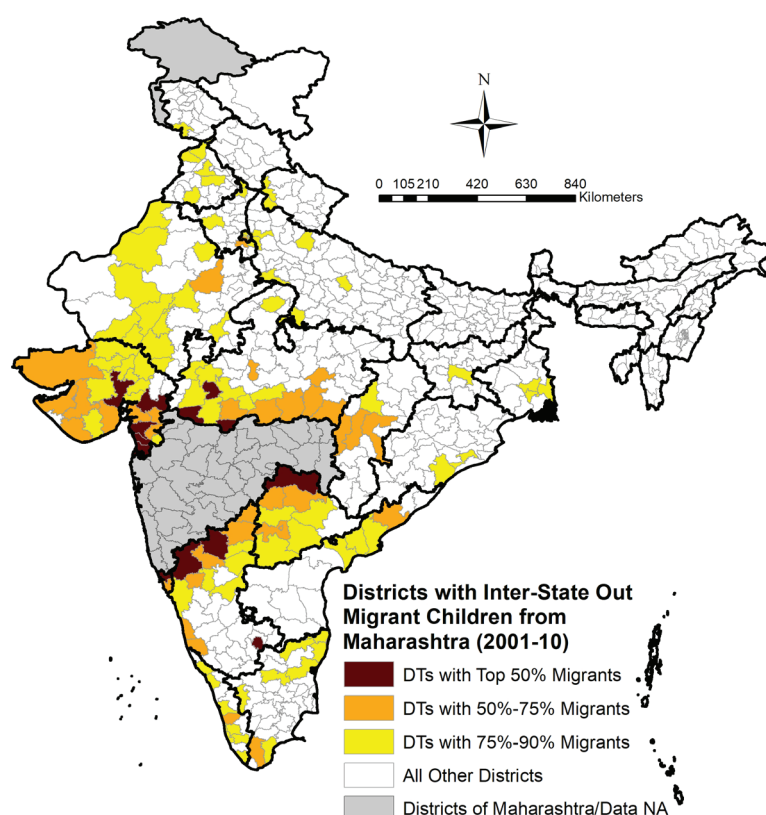 N
0 105 210 420 630 840
Kilometers
Districts with Inter-State Out
Migrant Children from
Maharashtra (2001-10)
DTs with Top 50% Migrants
DTs with 50%-75% Migrants
DTs with 75%-90% Migrants
All Other Districts
Districts of Maharashtra/Data NA